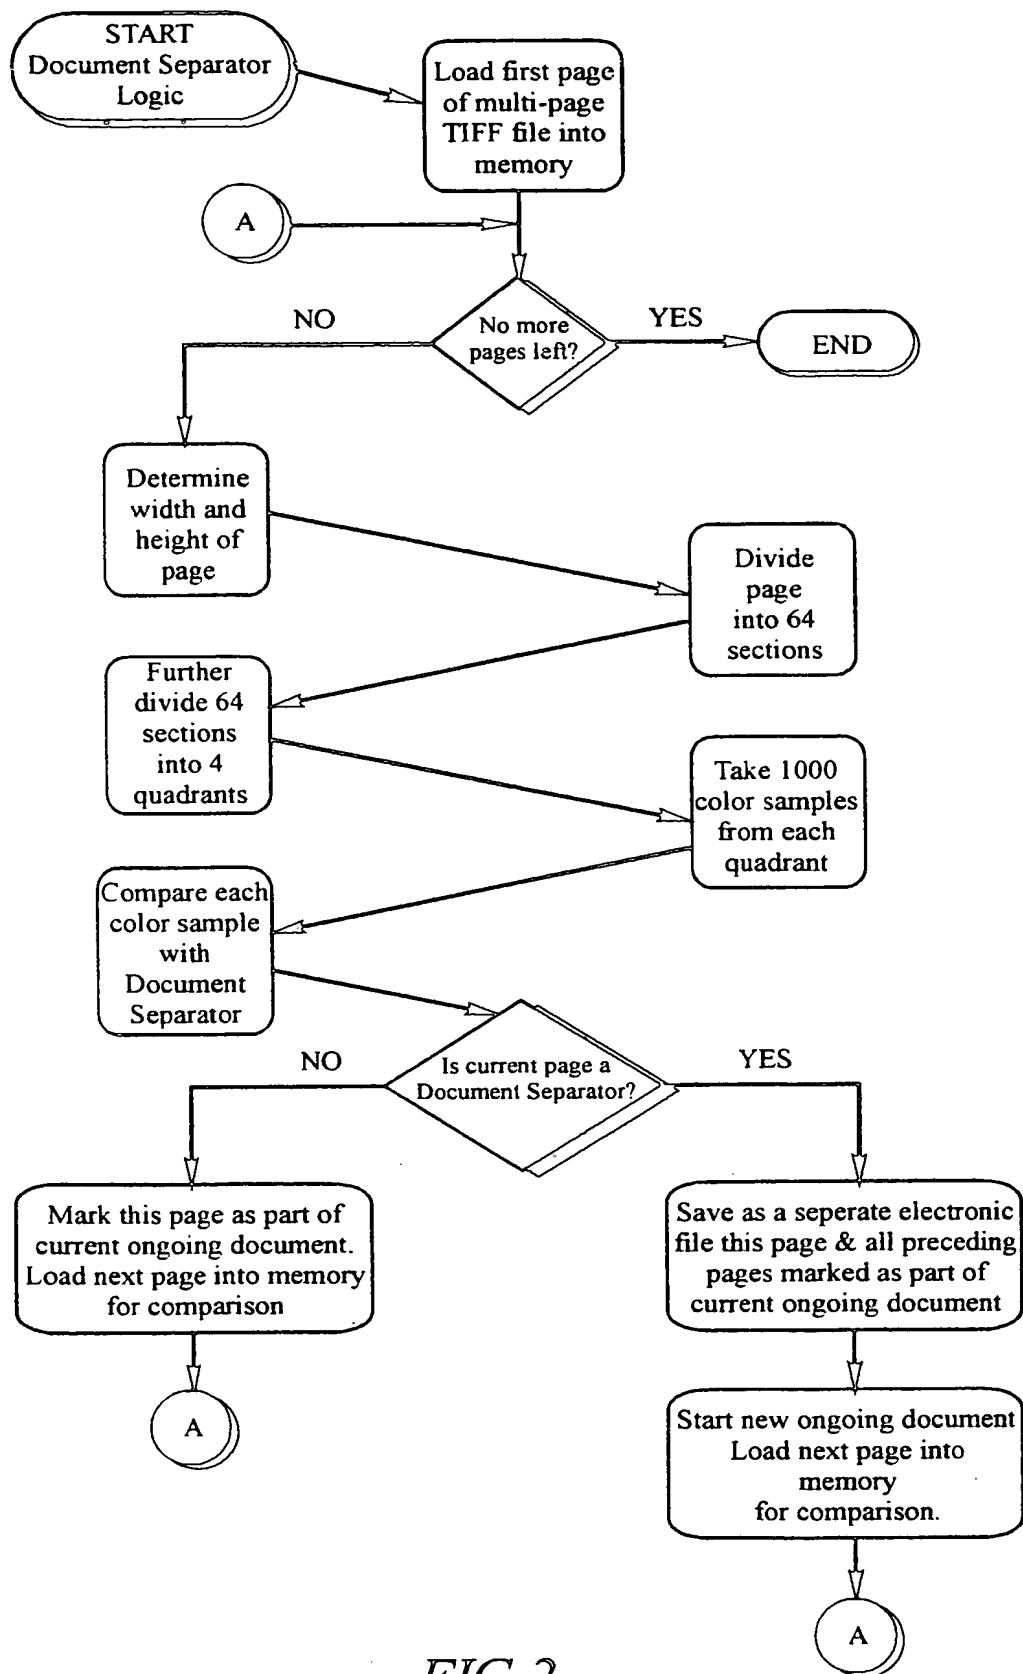 START
Document Separator
Logic
Load first page
of multi-page
TIFF file into
memory
A
No more
pages left?
NO
YES
END
Determine
width and
height of
page
Divide
page
into 64
sections
Further
divide 64
sections
into 4
quadrants
Take 1000
color samples
from each
quadrant
Compare each
color sample
with
Document
Separator
Is current page a
Document Separator?
NO
YES
Mark this page as part of
current ongoing document.
Load next page into memory
for comparison
A
Save as a seperate electronic
file this page & all preceding
pages marked as part of
current ongoing document
Start new ongoing document
Load next page into
memory
for comparison.
A
FIG. 2